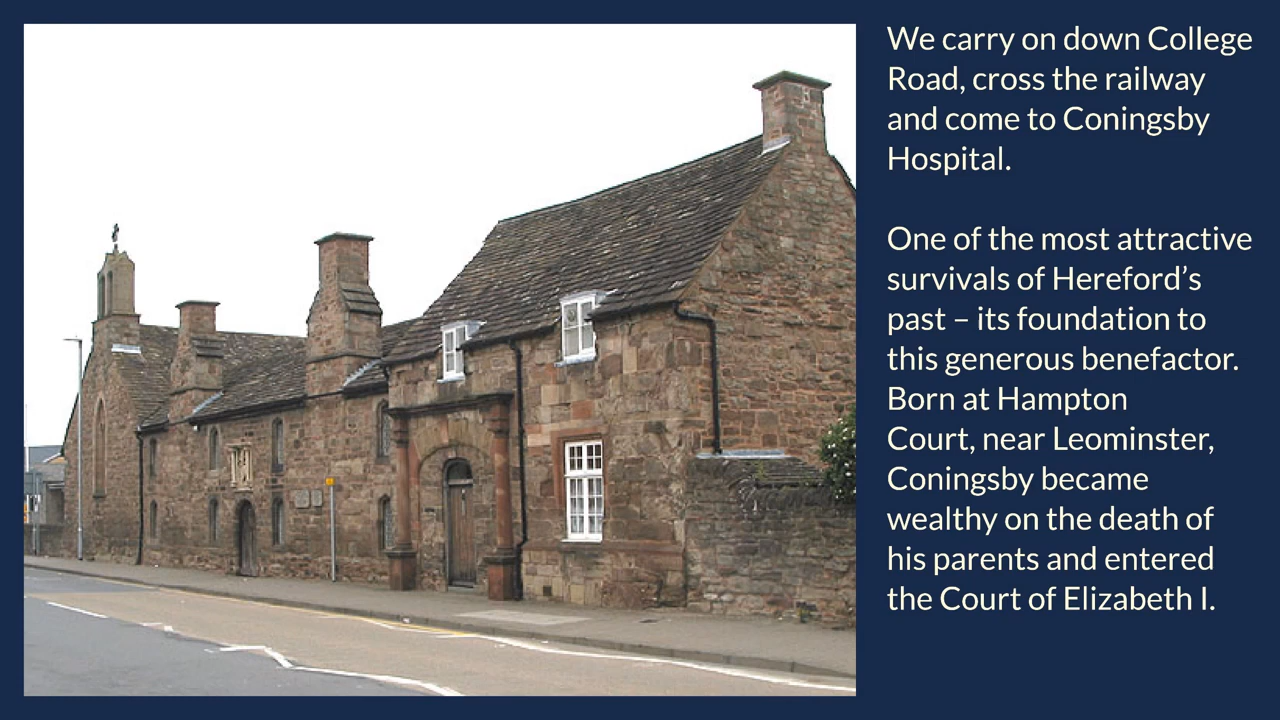 We carry on down College
Road, cross the railway
and come to Coningsby
Hospital.
One of the most attractive
survivals of Hereford’s
past – its foundation to
this generous benefactor.
Born at Hampton
Court, near Leominster,
Coningsby became
wealthy on the death of
his parents and entered
the Court of Elizabeth I.